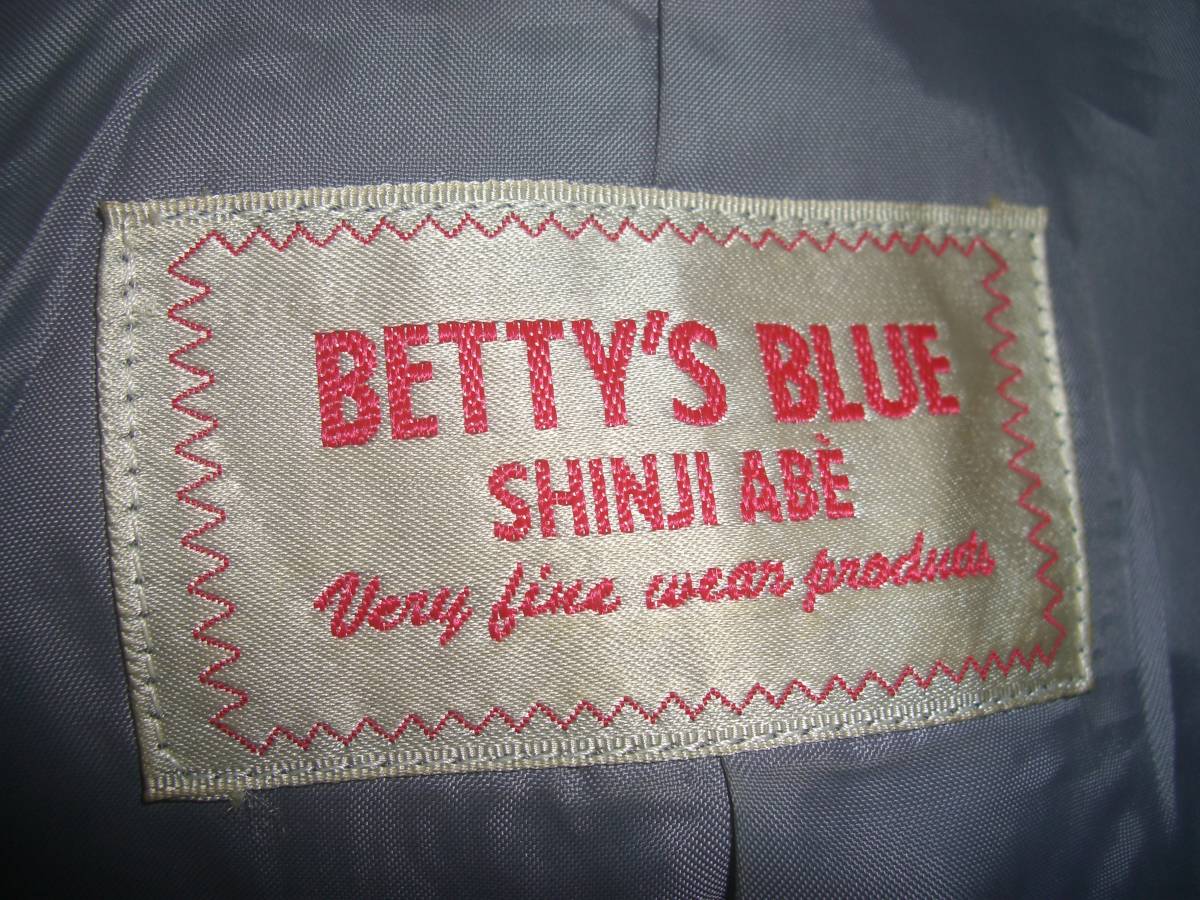 BETTY'S BLUE
SHINJI ABÈ
Very fine wear products